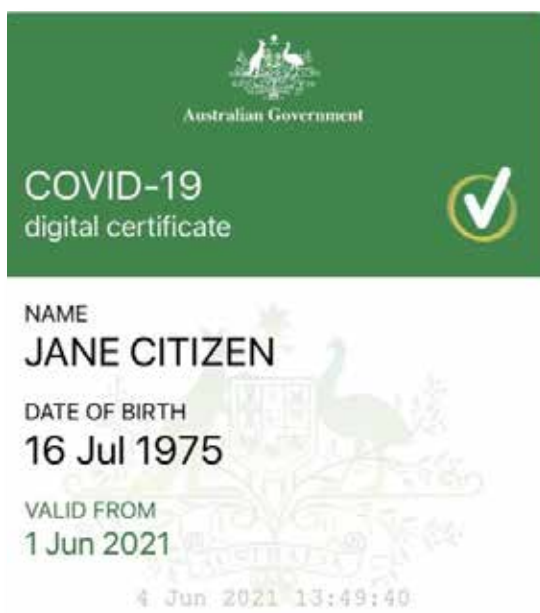 Australian Government
COVID-19
digital certificate
NAME
JANE CITIZEN
DATE OF BIRTH
16 Jul 1975
VALID FROM
1 Jun 2021
AUSTRALIA
4 Jun 2021 13:49:40